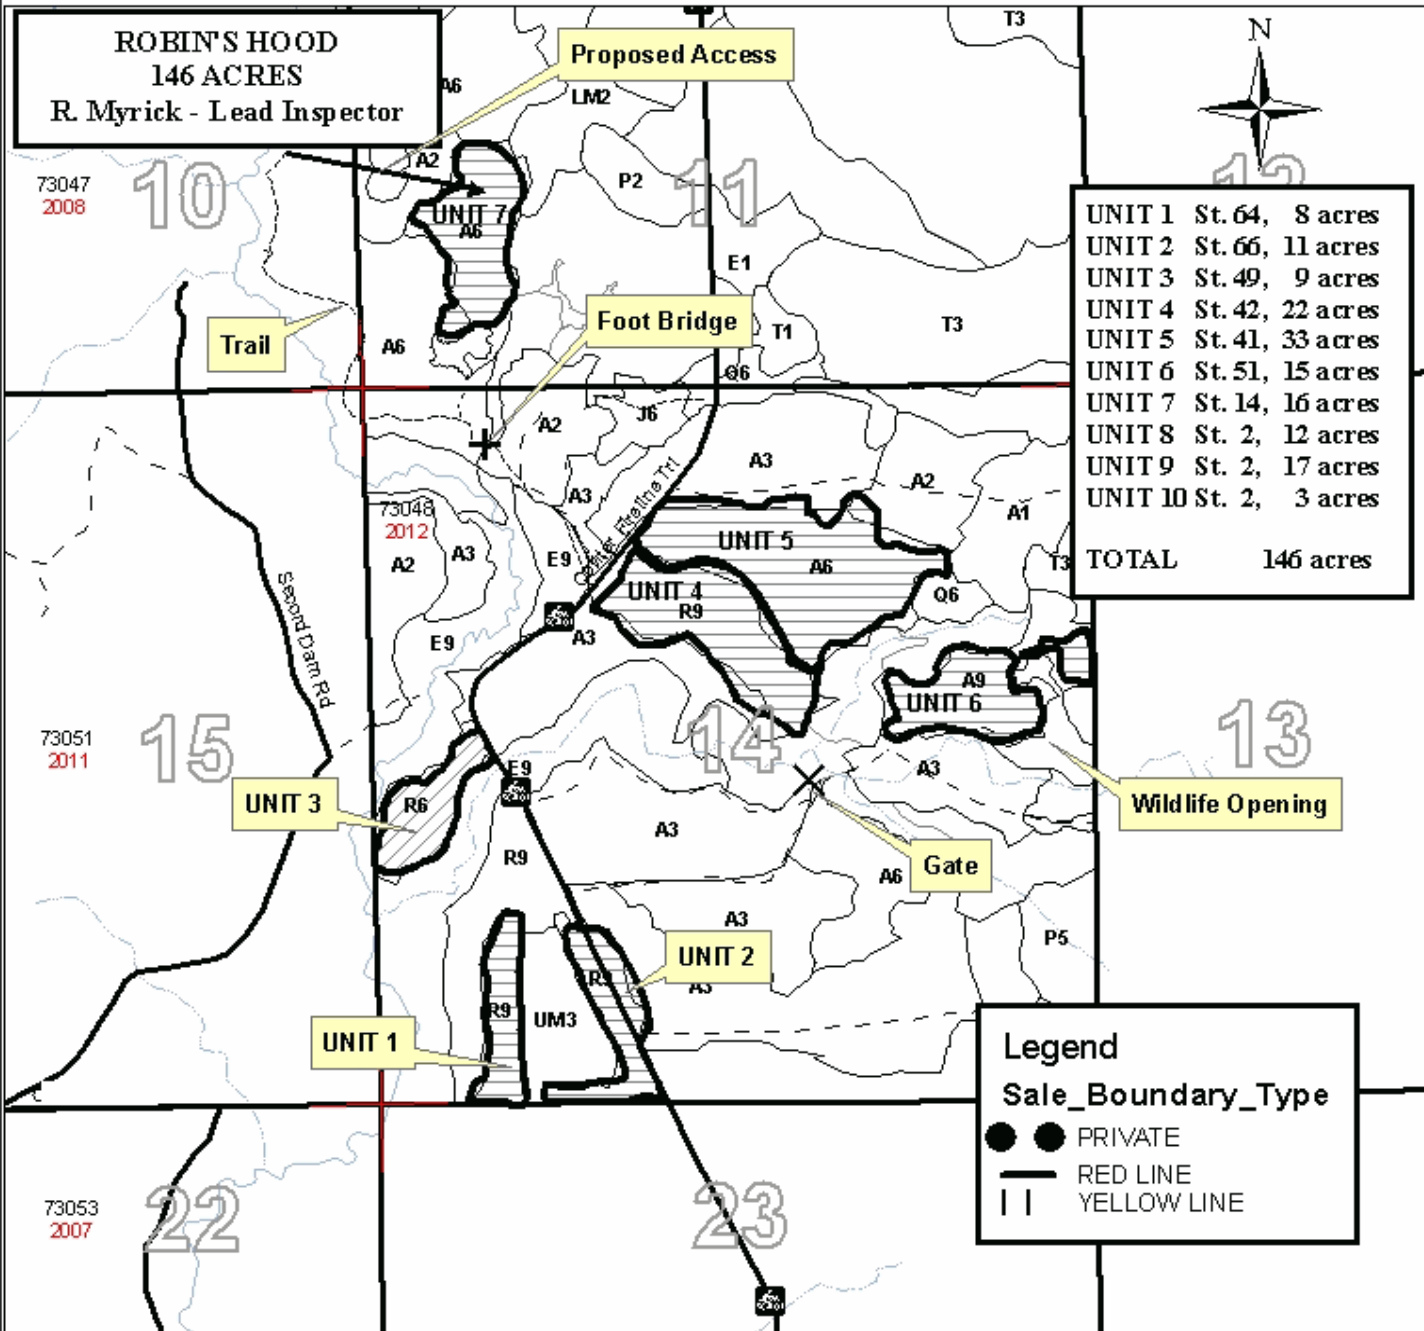 ROBIN'S HOOD
146 ACRES
R. Myrick - Lead Inspector
Proposed Access
T3
N
A6
LM2
A2
P2
10
11
12
73047
2008
UNIT 7
A6
E1
T1
T3
Foot Bridge
Trail
A6
Q6
UNIT 1 St. 64, 8 acres
UNIT 2 St. 66, 11 acres
UNIT 3 St. 49, 9 acres
UNIT 4 St. 42, 22 acres
UNIT 5 St. 41, 33 acres
UNIT 6 St. 51, 15 acres
UNIT 7 St. 14, 16 acres
UNIT 8 St. 2, 12 acres
UNIT 9 St. 2, 17 acres
UNIT 10 St. 2, 3 acres
TOTAL 146 acres
A2
J6
A3
A2
A1
A3
Trl
73048
2012
A2
A3
E9
UNIT 5
A6
T3
UNIT 4
R9
Q6
Second Dam Rd
E9
A3
A9
UNIT 6
73051
2011
15
14
13
E9
A3
UNIT 3
R6
Wildlife Opening
A3
R9
Gate
A6
A3
P5
UNIT 2
R9
A3
R9
UM3
UNIT 1
Legend
Sale_Boundary_Type
PRIVATE
RED LINE
YELLOW LINE
73053
2007
22
23